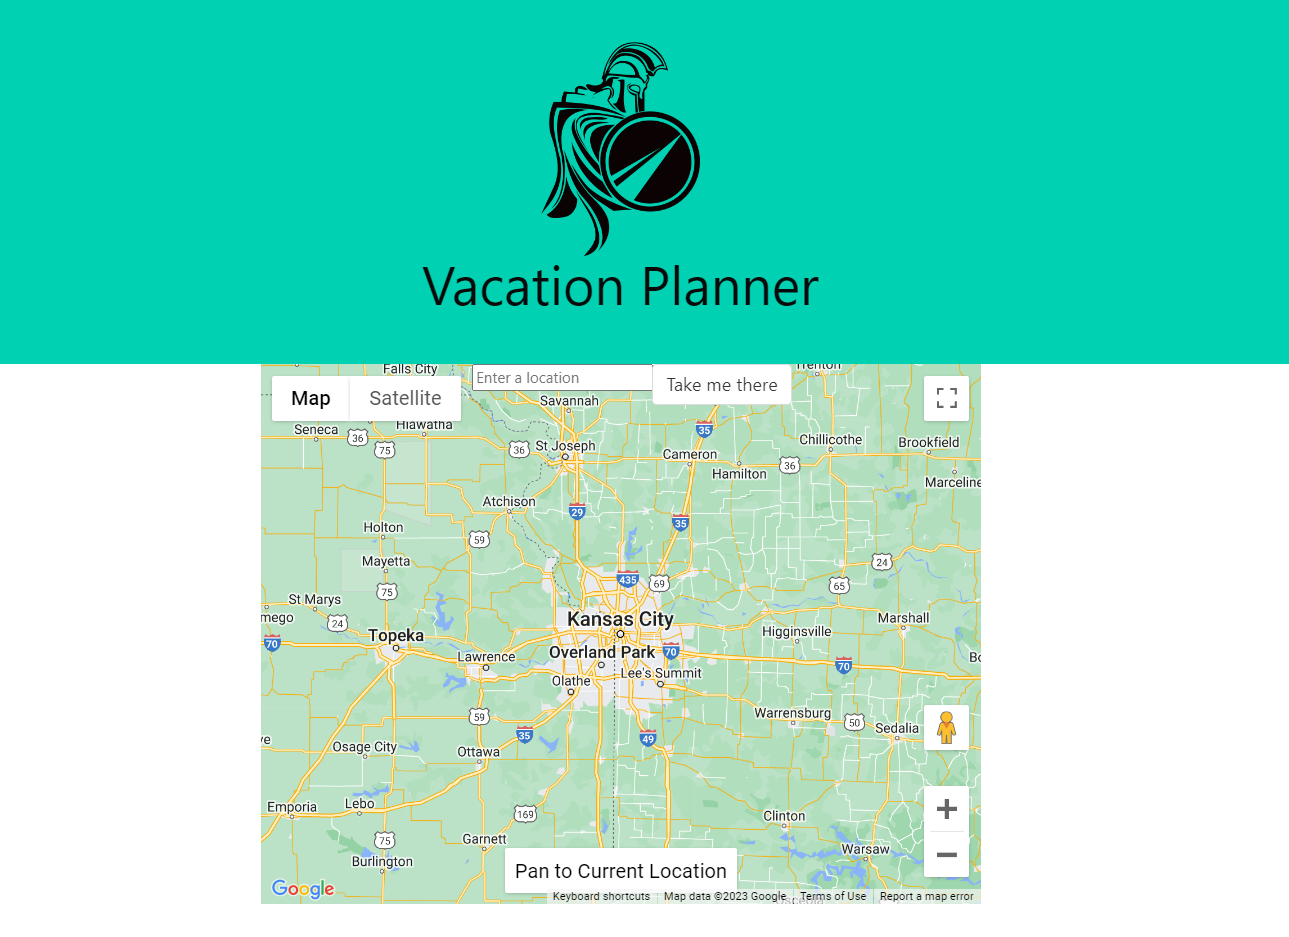 Vacation Planner
Falls City
Enter a location
Take me there
Trenton
Map
Satellite
Savannah
Hiawatha
Seneca
36
75
36
St Joseph
35
Cameron
Chillicothe
Brookfield
Hamilton
36
Marceline
Atchison
29
35
Holton
59
Mayetta
24
435
69
65
75
St Marys
mego
24
Kansas City
Marshall
70
Topeka
Higginsville
Overland Park
70
Lawrence
70
Lee's Summit
Olathe
59
Warrensburg
50
Sedalia
35
49
Osage City
Ottawa
Emporia
Lebo
169
Clinton
75
Garnett
Warsaw
Burlington
Pan to Current Location
Google
Keyboard shortcuts
Map data ©2023 Google
Terms of Use
Report a map error